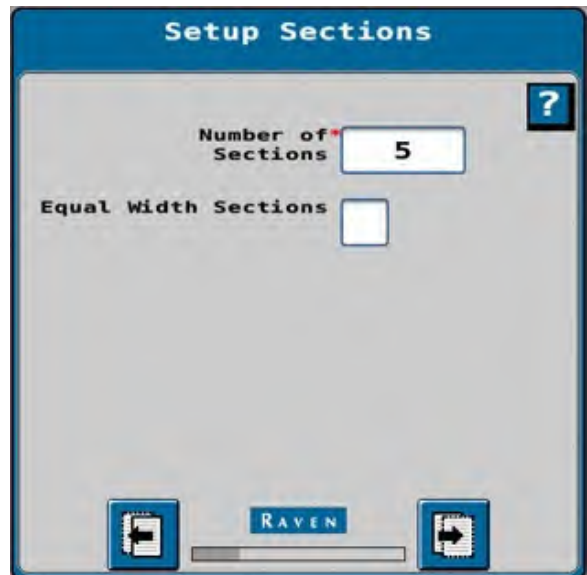 Setup Sections
?
Number of*
Sections
5
Equal Width Sections
RAVEN